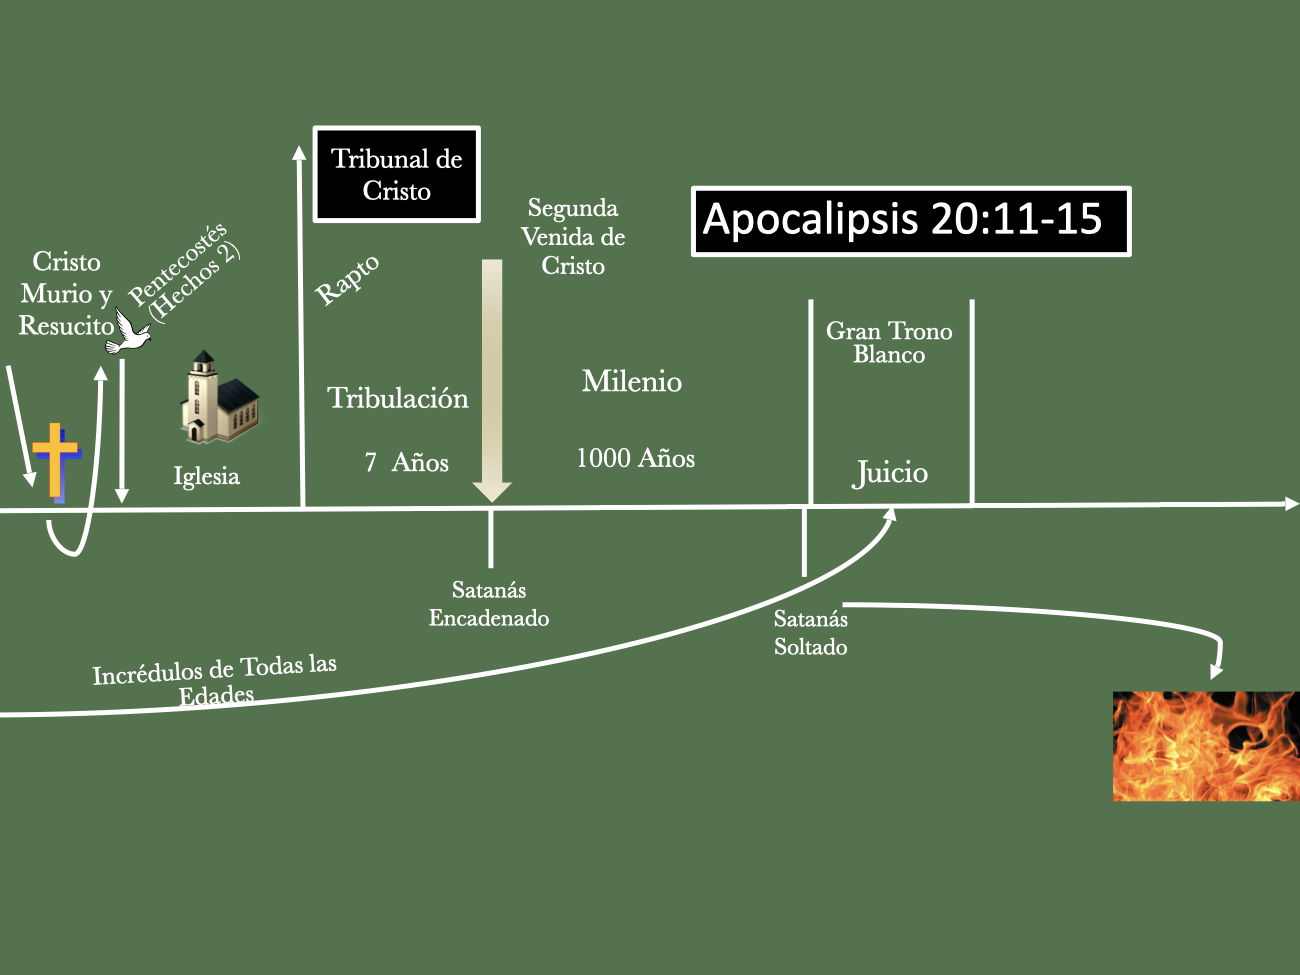 Tribunal de
Cristo
Segunda
Venida de
Cristo
Apocalipsis 20:11-15
Cristo
Murio y
Resucito
Pentecostés
(Hechos 2)
Rapto
Gran Trono
Blanco
Tribulación
7 Años
Milenio
1000 Años
Juicio
Iglesia
Satanás
Encadenado
Satanás
Soltado
Incrédulos de Todas las
Edades